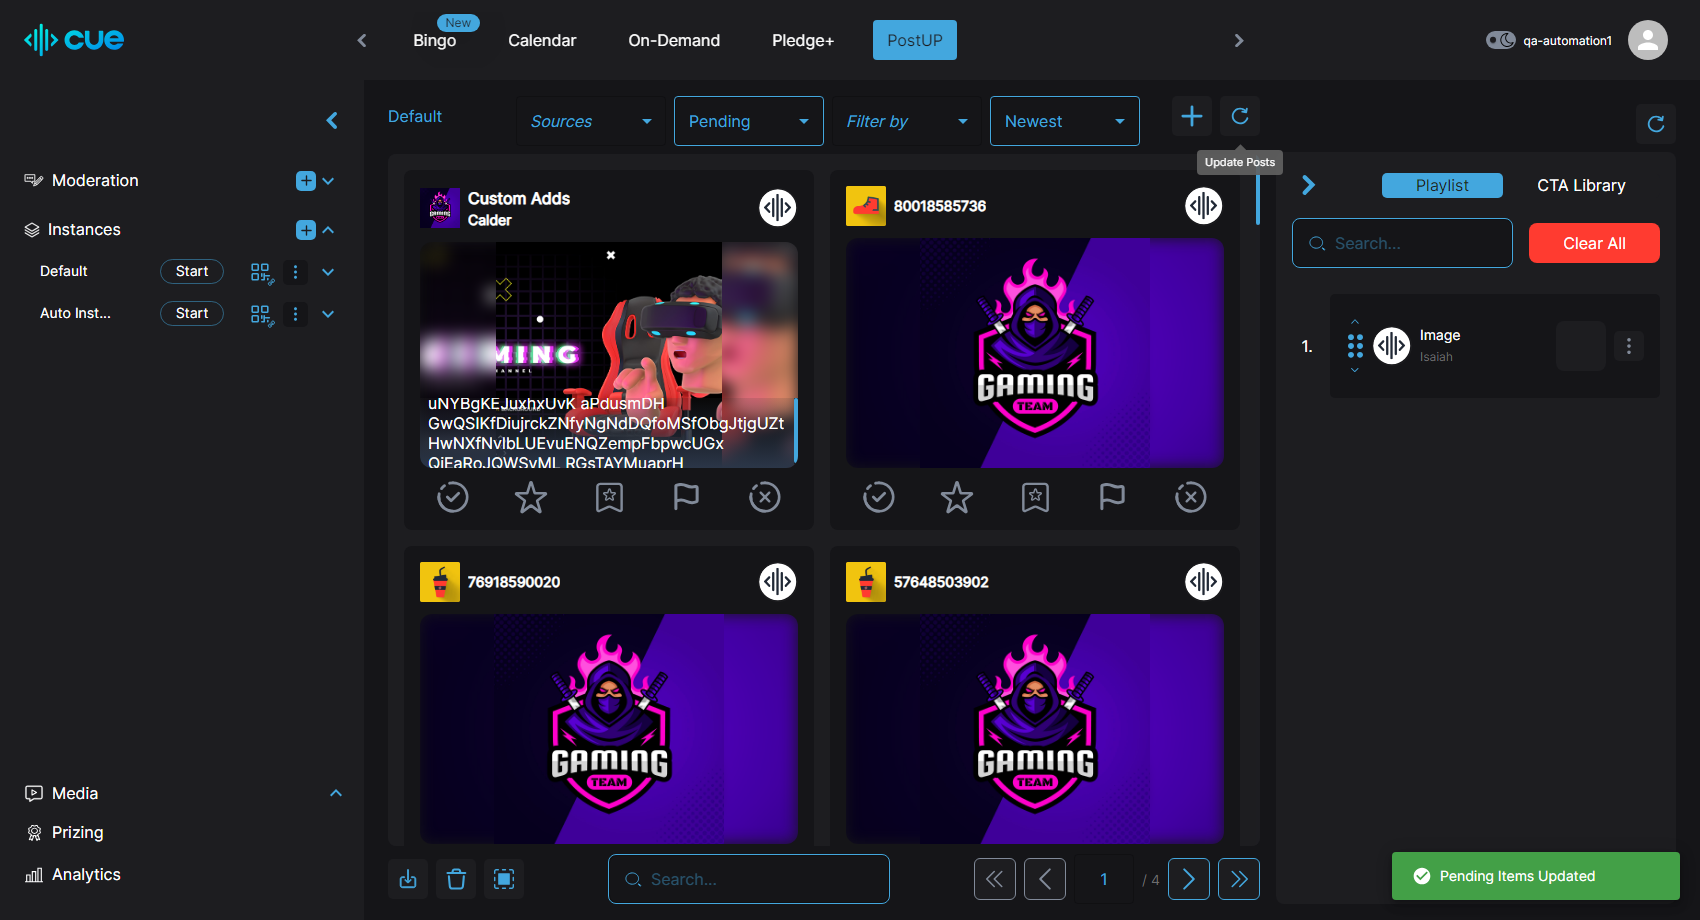 cue
New
Bingo
Calendar
On-Demand
Pledge+
PostUP
qa-automation1
Default
Sources
Pending
Filter by
Newest
Update Posts
Moderation
Instances
Default
Start
Auto Inst...
Start
Media
Prizing
Analytics
Custom Adds
Calder
MING
uNYBgKEJuxhxUvK aPdusmDH
GwQSIKfDiujrckZNfyNgNdDQfoMSfObgJtjgUZt
HwNXfNvlbLUEvuENQZempFbpwcUGx
QiEaRoJQWSvML RGsTAYMuaprH
80018585736
GAMING
TEAM
76918590020
GAMING
TEAM
57648503902
GAMING
TEAM
Search...
1
/ 4
Playlist
CTA Library
Search...
Clear All
1.
Image
Isaiah
Pending Items Updated